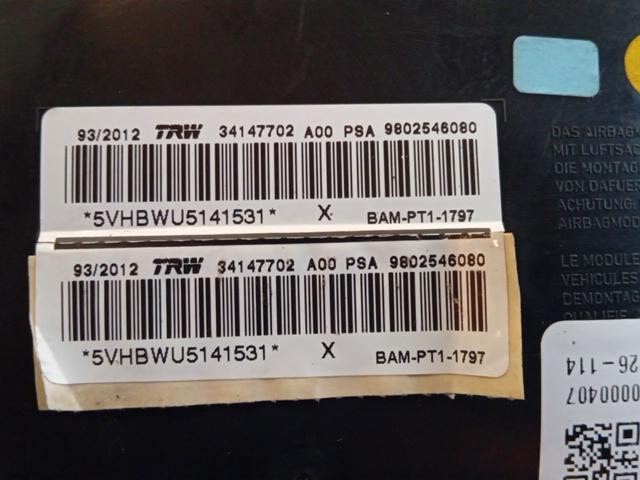 93/2012 TRW 34147702 A00 PSA 9802546080
*5VHBWU5141531* X BAM-PT1-1797
93/2012 TRW 34147702 A00 PSA 9802546080
*5VHBWU5141531* X BAM-PT1-1797
DAS AIRBAG
MIT LUFTSAC
DIE MONTAG
VON DAFUER
ACHUTUNG:
AIRBAGMOD
LE MODULE
VEHICULES
DEMONTAG
QUALIFIE
26-114
0000407